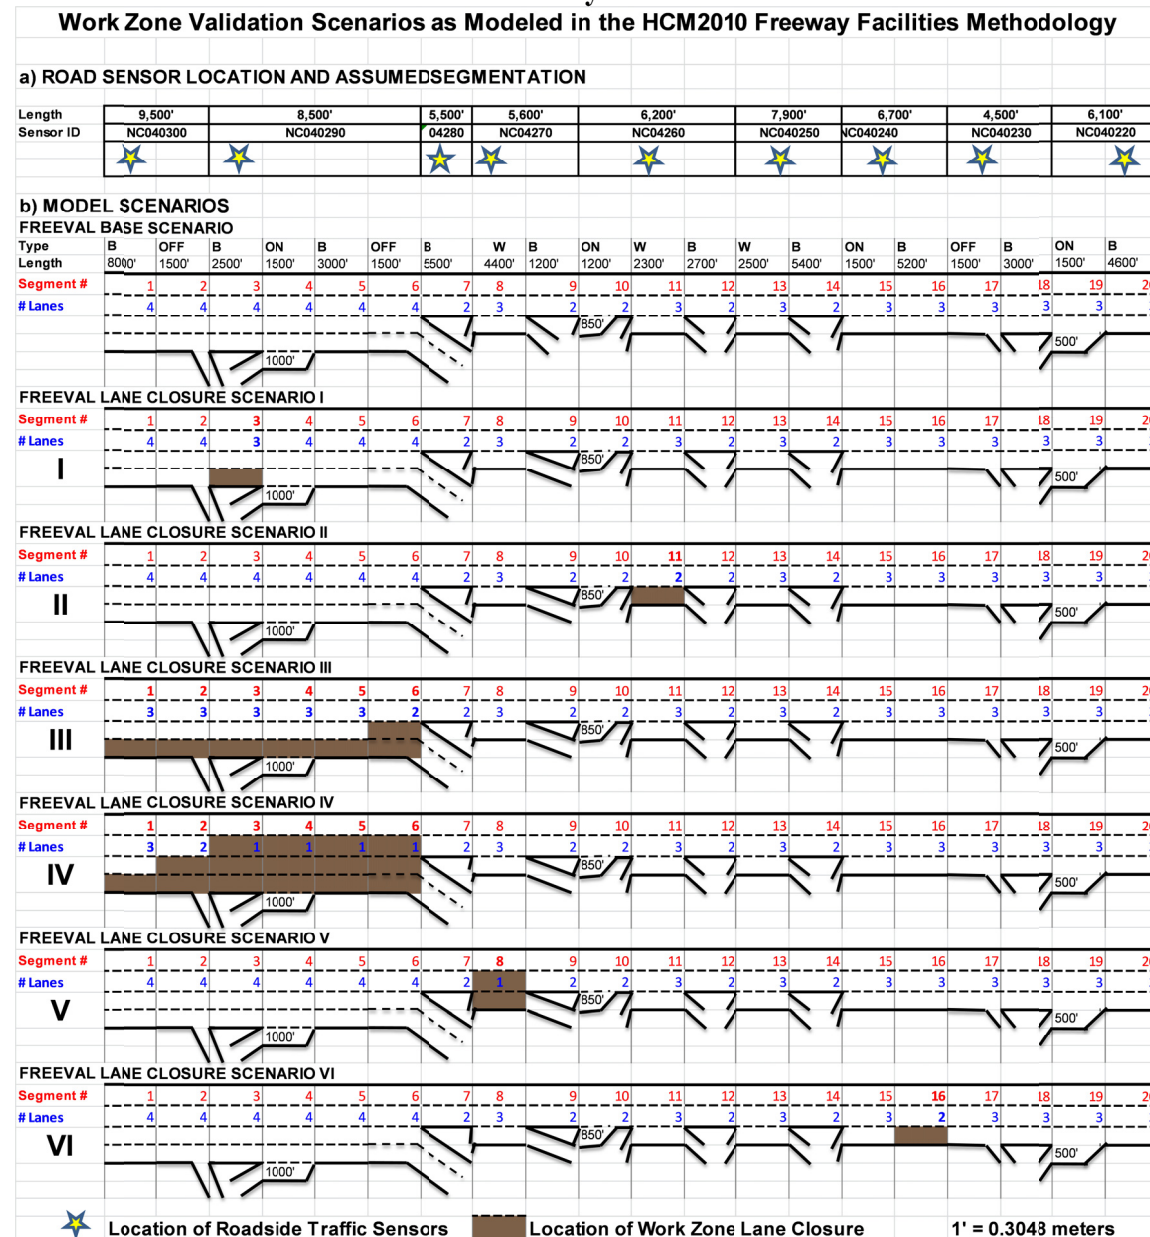 Work Zone Validation Scenarios as Modeled in the HCM2010 Freeway Facilities Methodology
a) ROAD SENSOR LOCATION AND ASSUMED SEGMENTATION
Length 9,500' 8,500' 5,500' 5,600' 6,200' 7,900' 6,700' 4,500' 6,100'
Sensor ID NC040300 NC040290 04280 NC04270 NC04260 NC040250 NC040240 NC040230 NC040220
b) MODEL SCENARIOS
FREEVAL BASE SCENARIO
Type B OFF B ON B OFF B W B ON W B W B ON B OFF B ON B
Length 8000' 1500' 2500' 1500' 3000' 1500' 5500' 4400' 1200' 1200' 2300' 2700' 2500' 5400' 1500' 5200' 1500' 3000' 1500' 4600'
Segment # 1 2 3 4 5 6 7 8 9 10 11 12 13 14 15 16 17 18 19
# Lanes 4 4 4 4 4 4 2 3 2 2 3 2 3 2 3 3 3 3 3
850'
500'
1000'
FREEVAL LANE CLOSURE SCENARIO I
Segment # 1 2 3 4 5 6 7 8 9 10 11 12 13 14 15 16 17 18 19
# Lanes 4 4 3 4 4 4 2 3 2 2 3 2 3 2 3 3 3 3 3
I
850'
500'
1000'
FREEVAL LANE CLOSURE SCENARIO II
Segment # 1 2 3 4 5 6 7 8 9 10 11 12 13 14 15 16 17 18 19
# Lanes 4 4 4 4 4 4 2 3 2 2 2 2 3 2 3 3 3 3 3
II
850'
500'
1000'
FREEVAL LANE CLOSURE SCENARIO III
Segment # 1 2 3 4 5 6 7 8 9 10 11 12 13 14 15 16 17 18 19
# Lanes 3 3 3 3 3 2 2 3 2 2 3 2 3 2 3 3 3 3 3
III
850'
500'
1000'
FREEVAL LANE CLOSURE SCENARIO IV
Segment # 1 2 3 4 5 6 7 8 9 10 11 12 13 14 15 16 17 18 19
# Lanes 3 2 1 1 1 1 2 3 2 2 3 2 3 2 3 3 3 3 3
IV
850'
500'
1000'
FREEVAL LANE CLOSURE SCENARIO V
Segment # 1 2 3 4 5 6 7 8 9 10 11 12 13 14 15 16 17 18 19
# Lanes 4 4 4 4 4 4 2 1 2 2 3 2 3 2 3 3 3 3 3
V
850'
500'
1000'
FREEVAL LANE CLOSURE SCENARIO VI
Segment # 1 2 3 4 5 6 7 8 9 10 11 12 13 14 15 16 17 18 19
# Lanes 4 4 4 4 4 4 2 3 2 2 3 2 3 2 3 2 3 3 3
VI
850'
500'
1000'
Location of Roadside Traffic Sensors Location of Work Zone Lane Closure 1' = 0.3048 meters